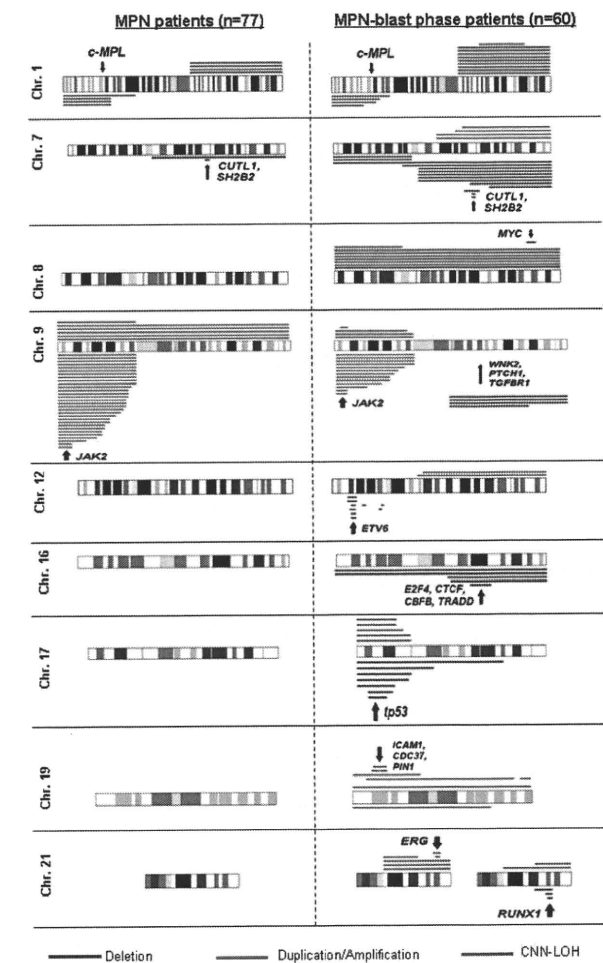 MPN patients (n=77)
MPN-blast phase patients (n=60)
Chr. 1
c-MPL
c-MPL
Chr. 7
CUTL1,
SH2B2
CUTL1,
SH2B2
Chr. 8
MYC
Chr. 9
JAK2
JAK2
WNK2,
PTCH1,
TGFBR1
Chr. 12
ETV6
Chr. 16
E2F4, CTCF,
CBFB, TRADD
Chr. 17
tp53
Chr. 19
ICAM1,
CDC37,
PIN1
Chr. 21
ERG
RUNX1
Deletion
Duplication/Amplification
CNN-LOH